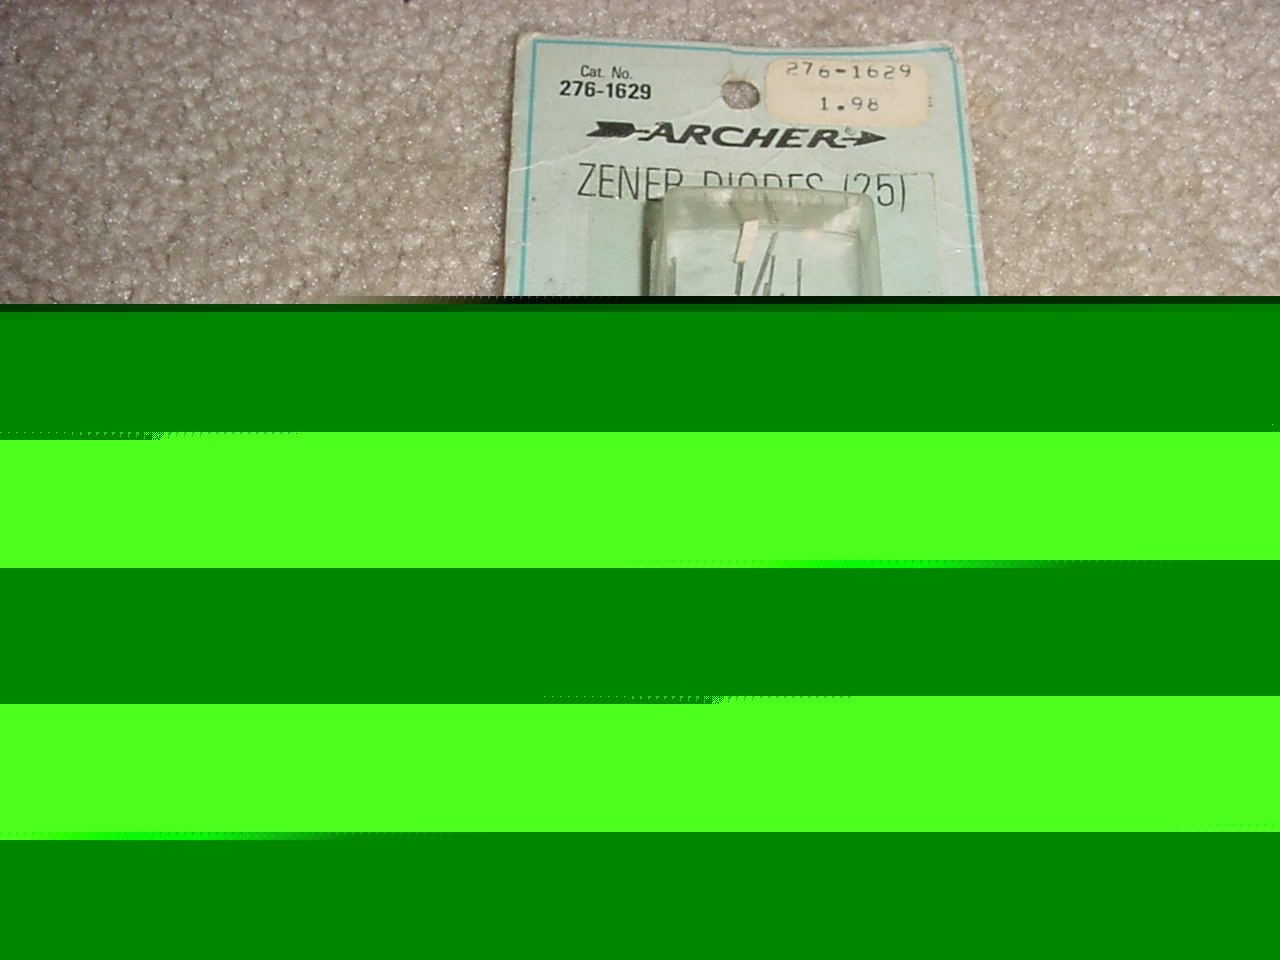 Cat. No.
276-1629
276-1629
1.98
ARCHER
ZENER DIODES (25)